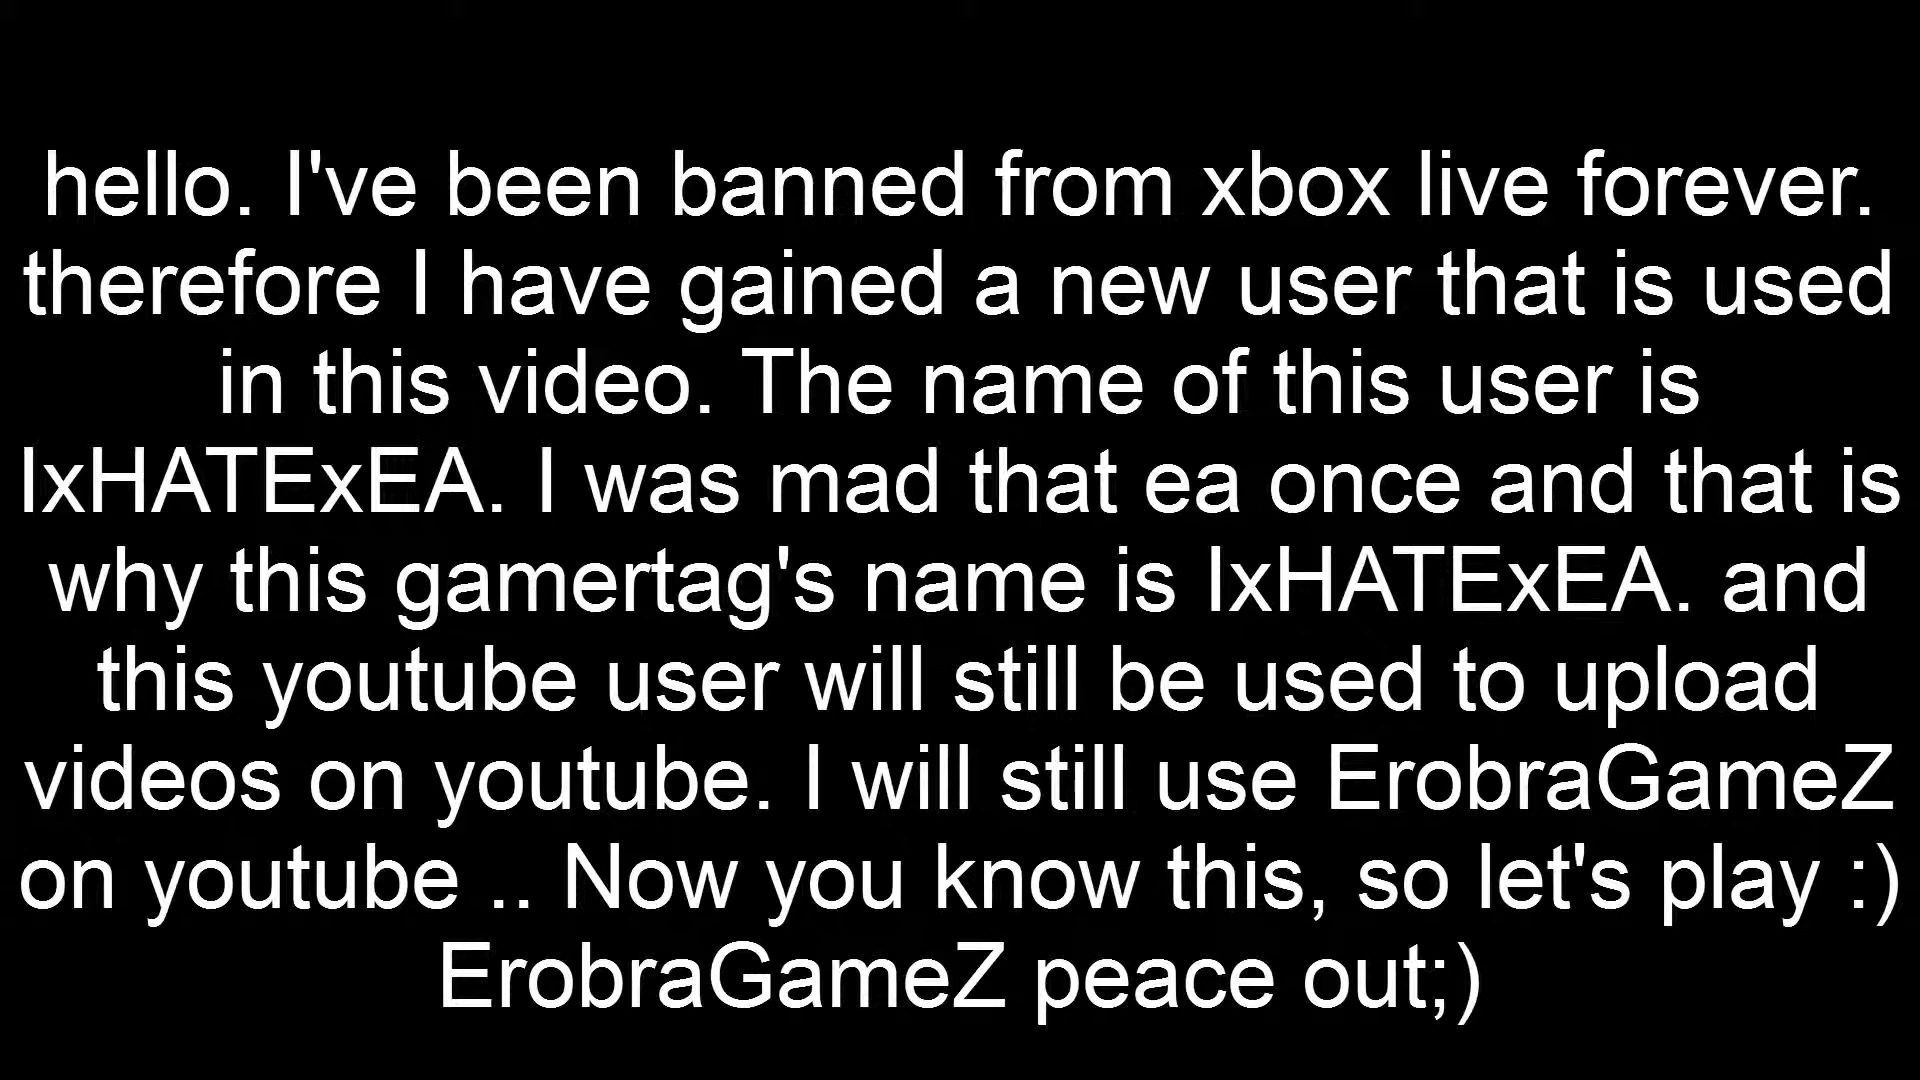 hello. I've been banned from xbox live forever.
therefore I have gained a new user that is used
in this video. The name of this user is
IxHATExEA. I was mad that ea once and that is
why this gamertag's name is IxHATExEA. and
this youtube user will still be used to upload
videos on youtube. I will still use ErobraGameZ
on youtube .. Now you know this, so let's play :)
ErobraGameZ peace out;)